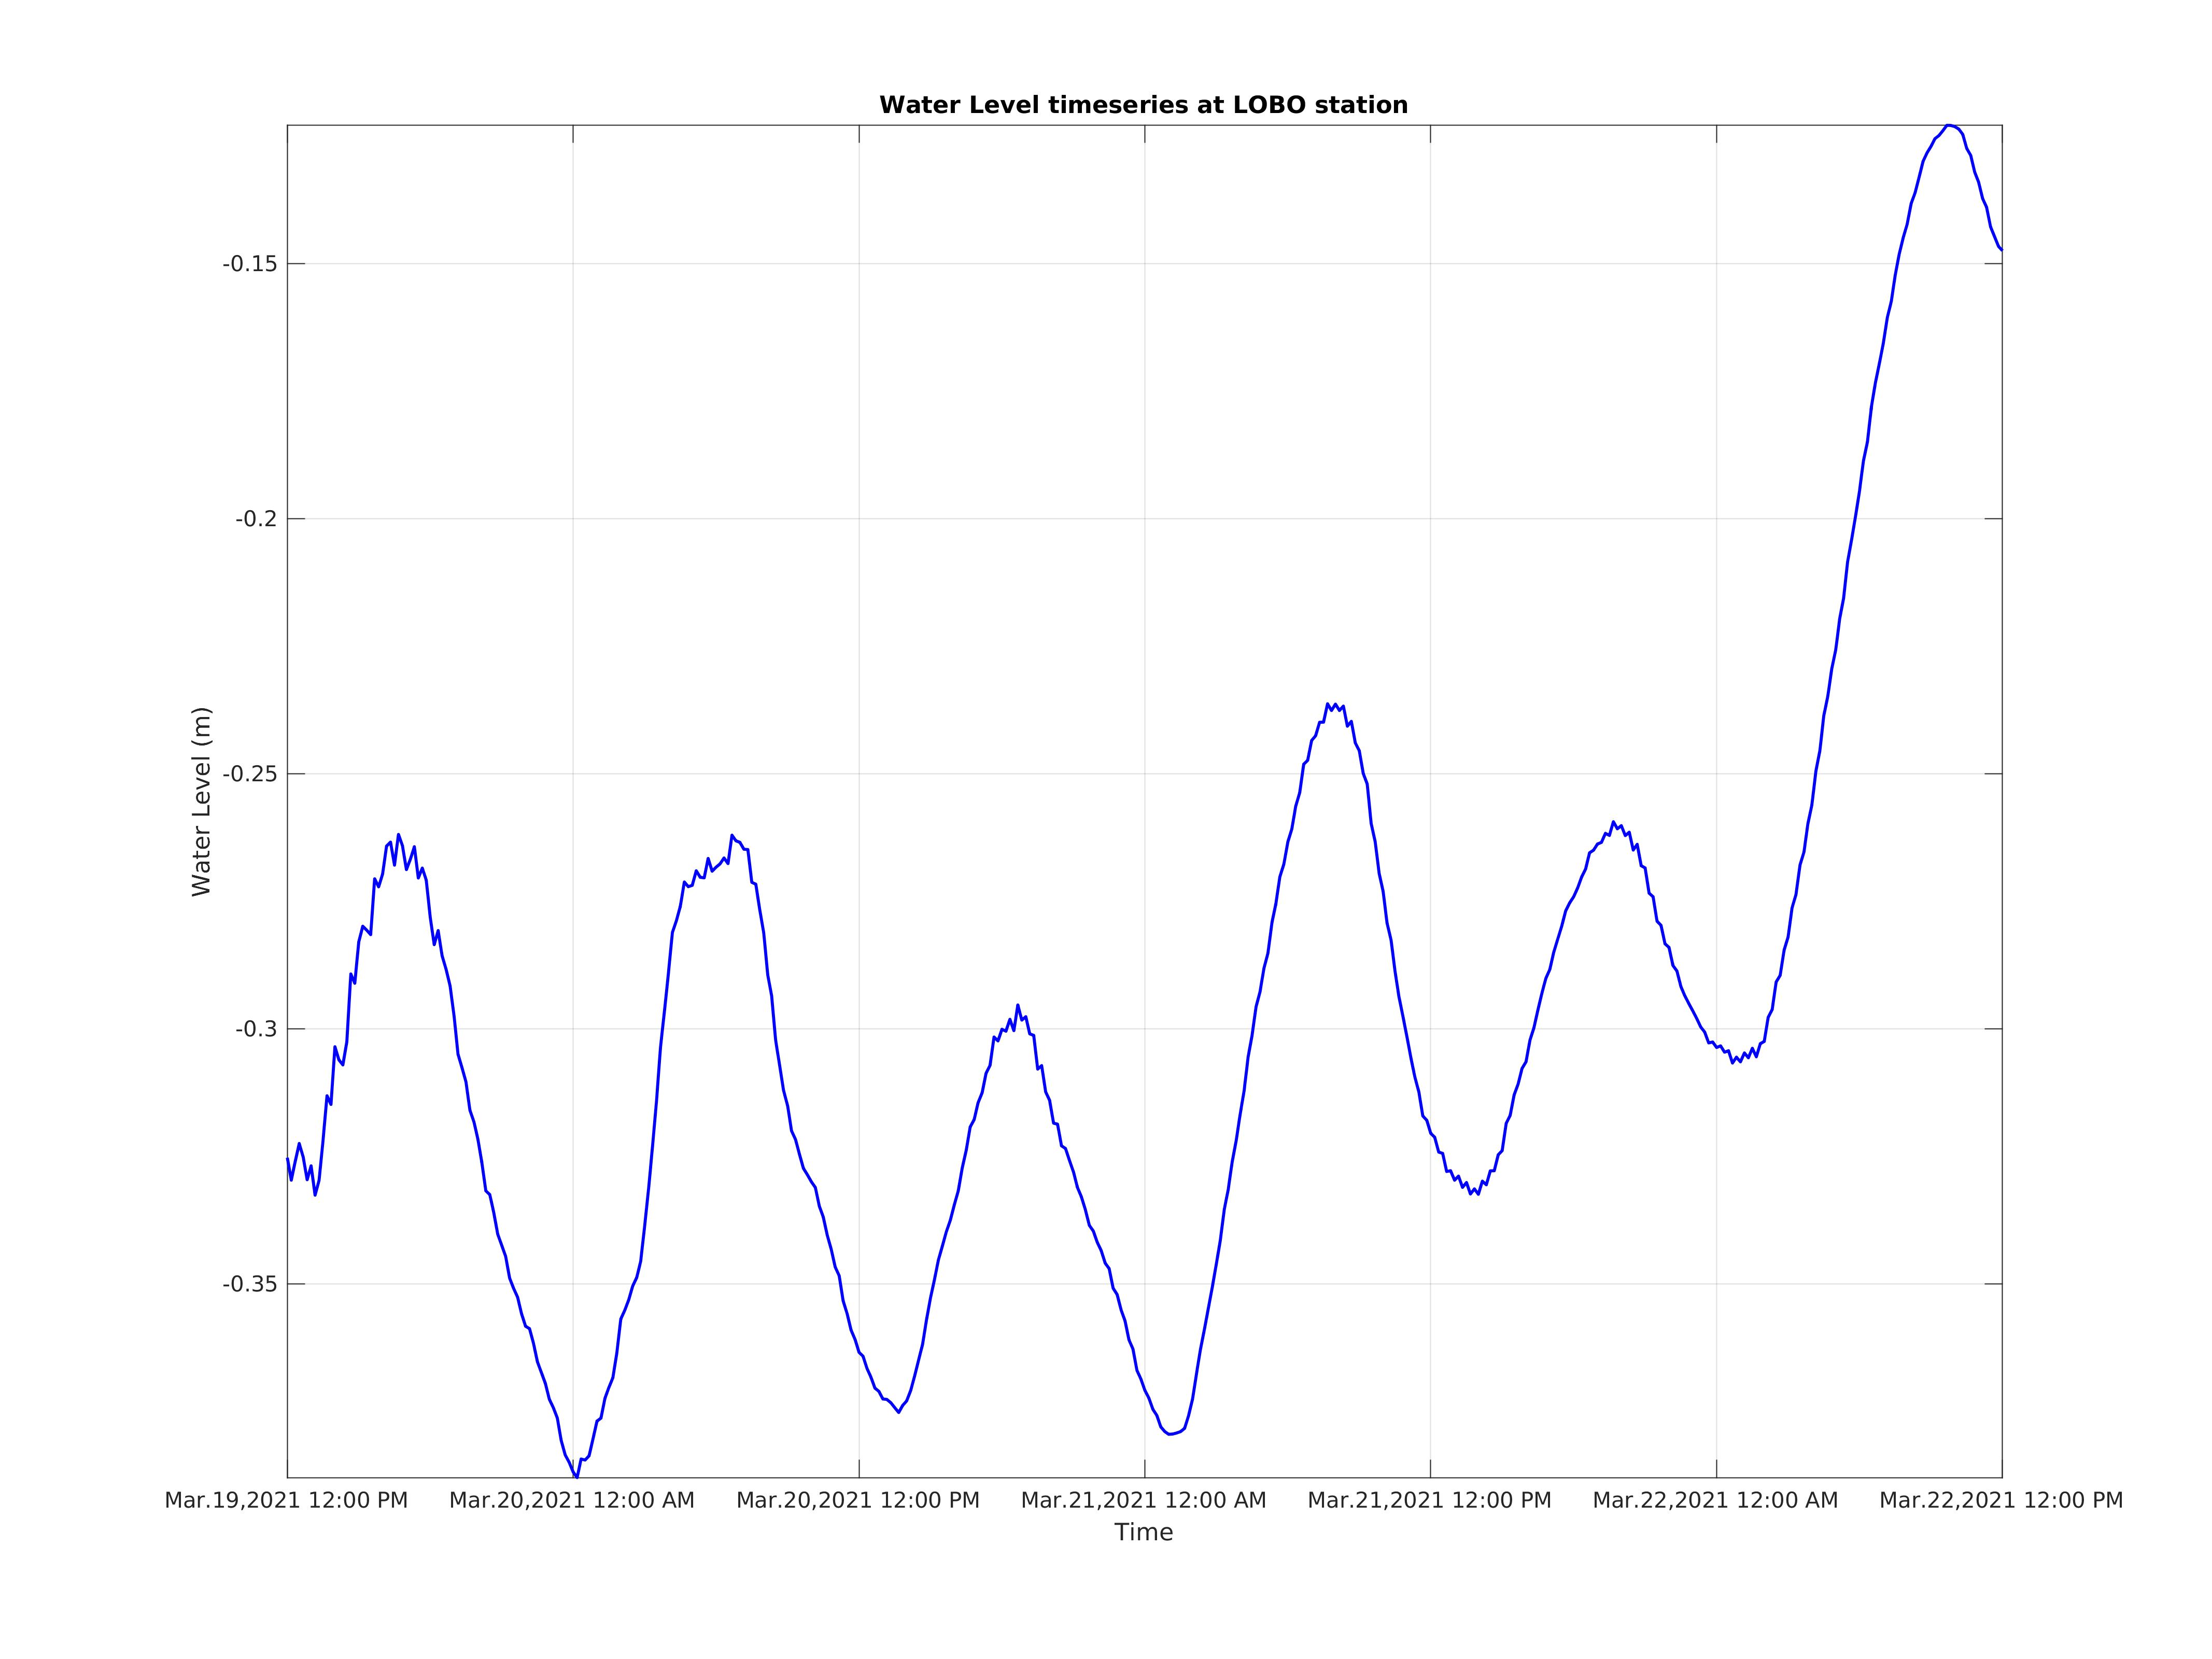 Water Level timeseries at LOBO station
-0.15
-0.2
-0.25
-0.3
-0.35
Water Level (m)
Mar.19,2021 12:00 PM Mar.20,2021 12:00 AM Mar.20,2021 12:00 PM Mar.21,2021 12:00 AM Mar.21,2021 12:00 PM Mar.22,2021 12:00 AM Mar.22,2021 12:00 PM
Time